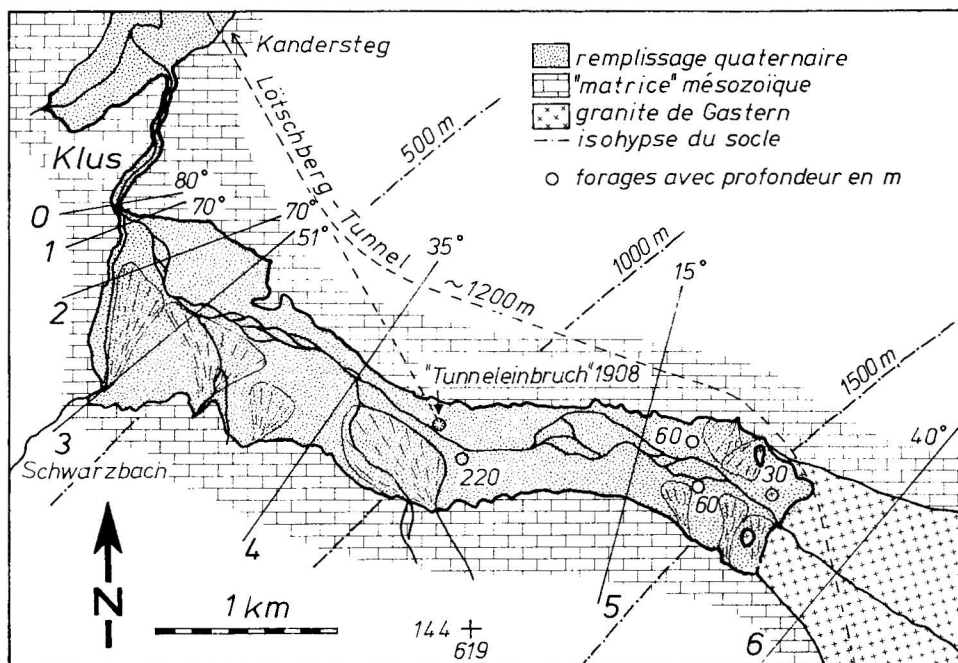 Kandersteg
remplissage quaternaire
"matrice" mésozoïque
granite de Gastern
isohypse du socle
forages avec profondeur en m
Lötschberg Tunnel
500 m
Klus
80°
0
70°
1
70°
51°
35°
1000 m
2
~1200 m
15°
"Tunneleinbruch" 1908
1500 m
3
60
40°
Schwarzbach
220
30
60
4
N
5
1 km
144
619
6